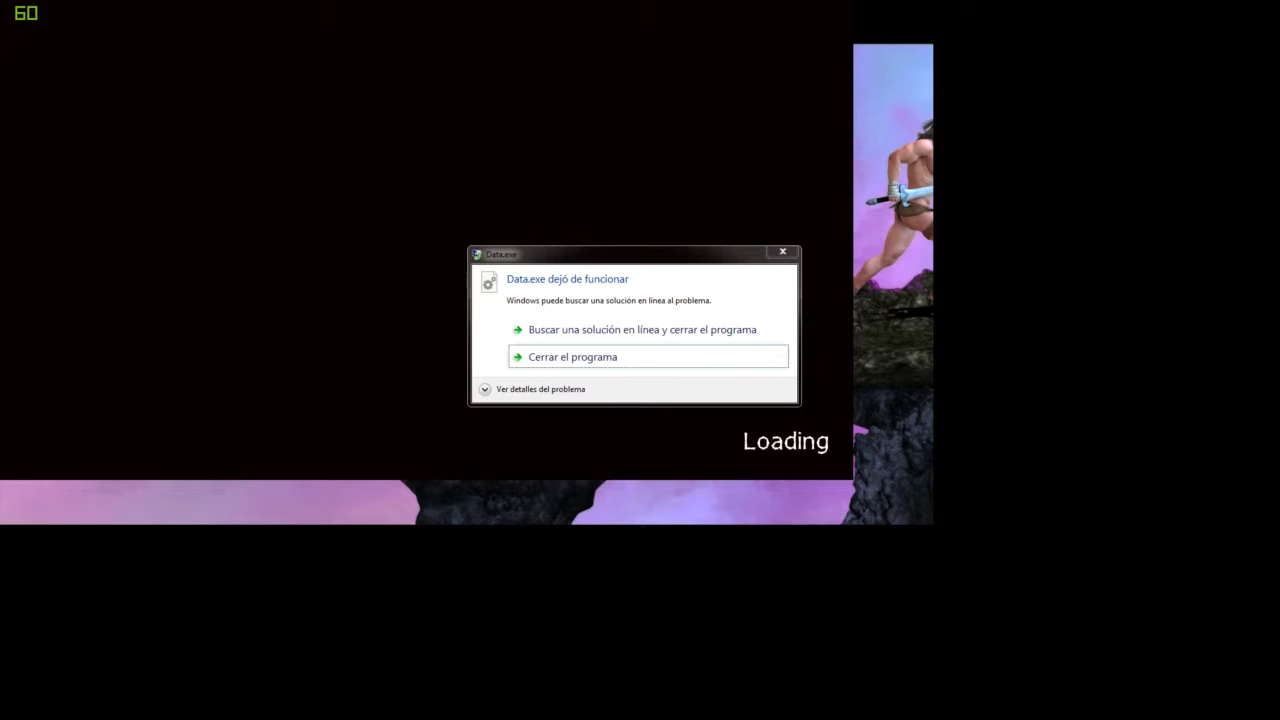 60
Data.exe
Data.exe dejó de funcionar
Windows puede buscar una solución en línea al problema.
Buscar una solución en línea y cerrar el programa
Cerrar el programa
Ver detalles del problema
Loading